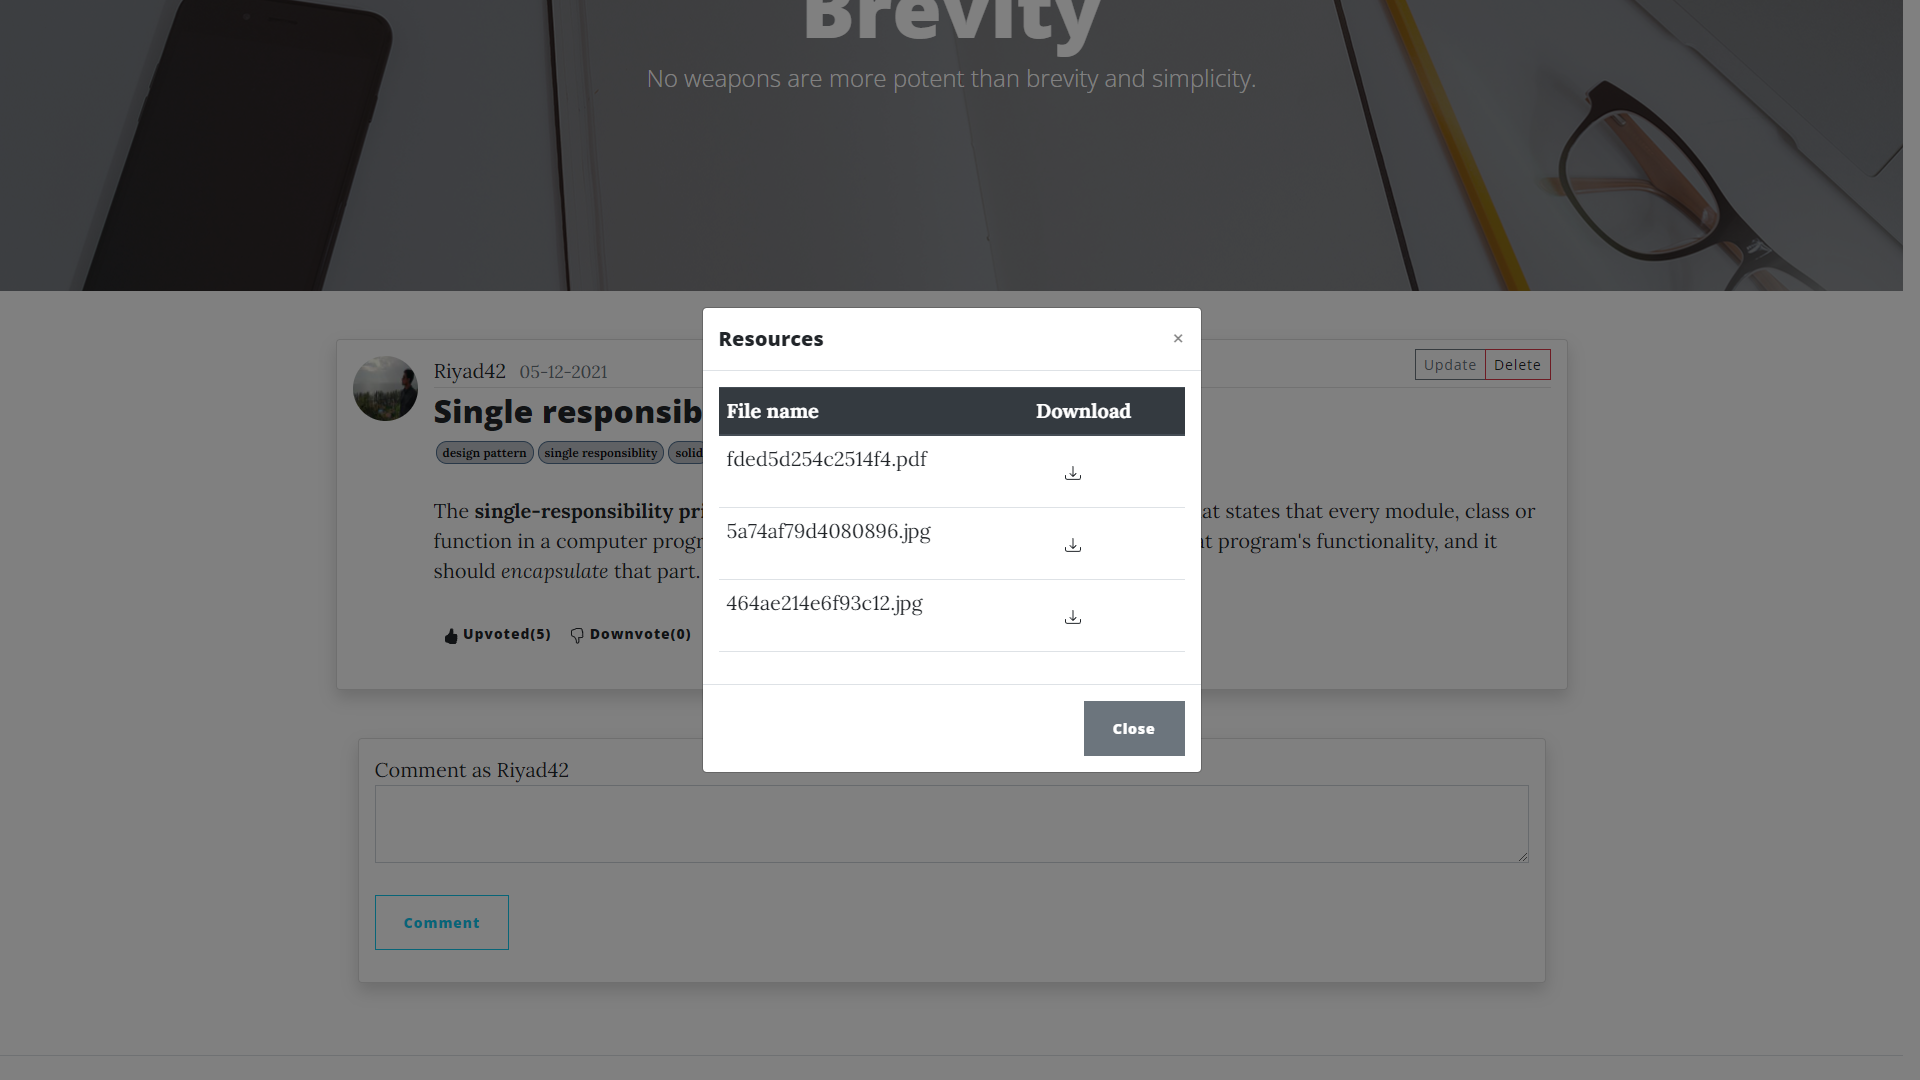 Brevity
No weapons are more potent than brevity and simplicity.
Resources ×
File name Download
fded5d254c2514f4.pdf
5a74af79d4080896.jpg
464ae214e6f93c12.jpg
Close
Riyad42 05-12-2021
Update Delete
Single responsib
design pattern single responsiblity solid
The single-responsibility pri at states that every module, class or
function in a computer progr t program's functionality, and it
should encapsulate that part.
Upvoted(5) Downvote(0)
Comment as Riyad42
Comment